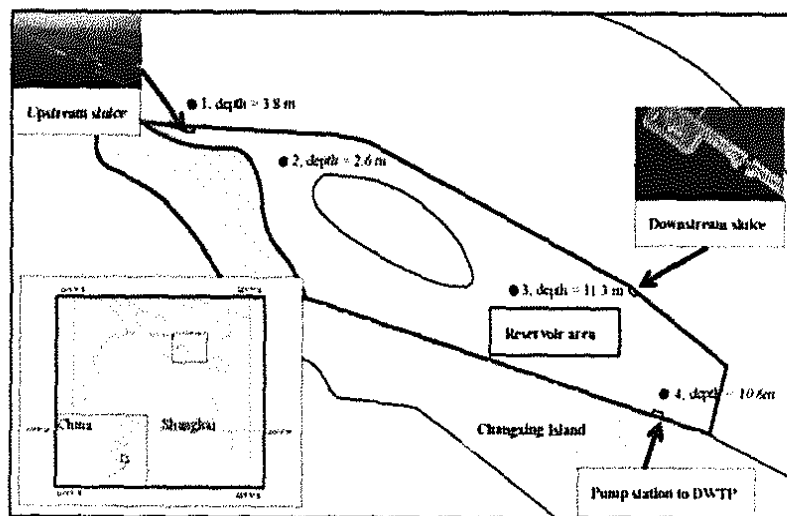 1, depth = 3.8 m
Upstream sluice
2, depth = 2.6 m
Downstream sluice
3, depth = 11.3 m
Reservoir area
4, depth = 10.6m
China
Shanghai
Changxing Island
Pump station to DWTP